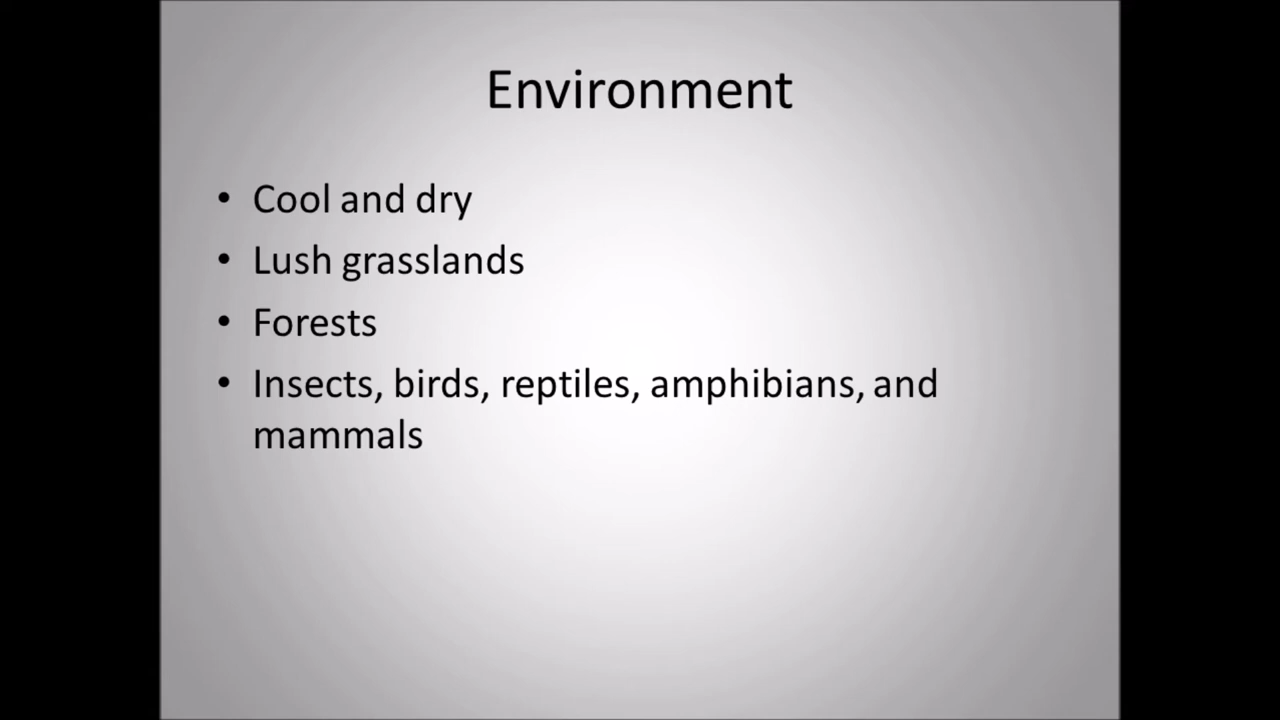 Environment
• Cool and dry
• Lush grasslands
• Forests
• Insects, birds, reptiles, amphibians, and
mammals